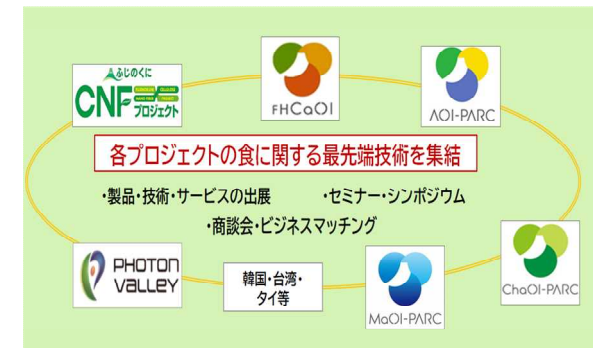 ふじのくに
CNF プロジェクト
FHCaOI
AOI-PARC
各プロジェクトの食に関する最先端技術を集結
・製品・技術・サービスの出展 ・セミナー・シンポジウム
・商談会・ビジネスマッチング
PHOTON
VALLEY
韓国・台湾・
タイ等
MaOI-PARC
ChaOI-PARC